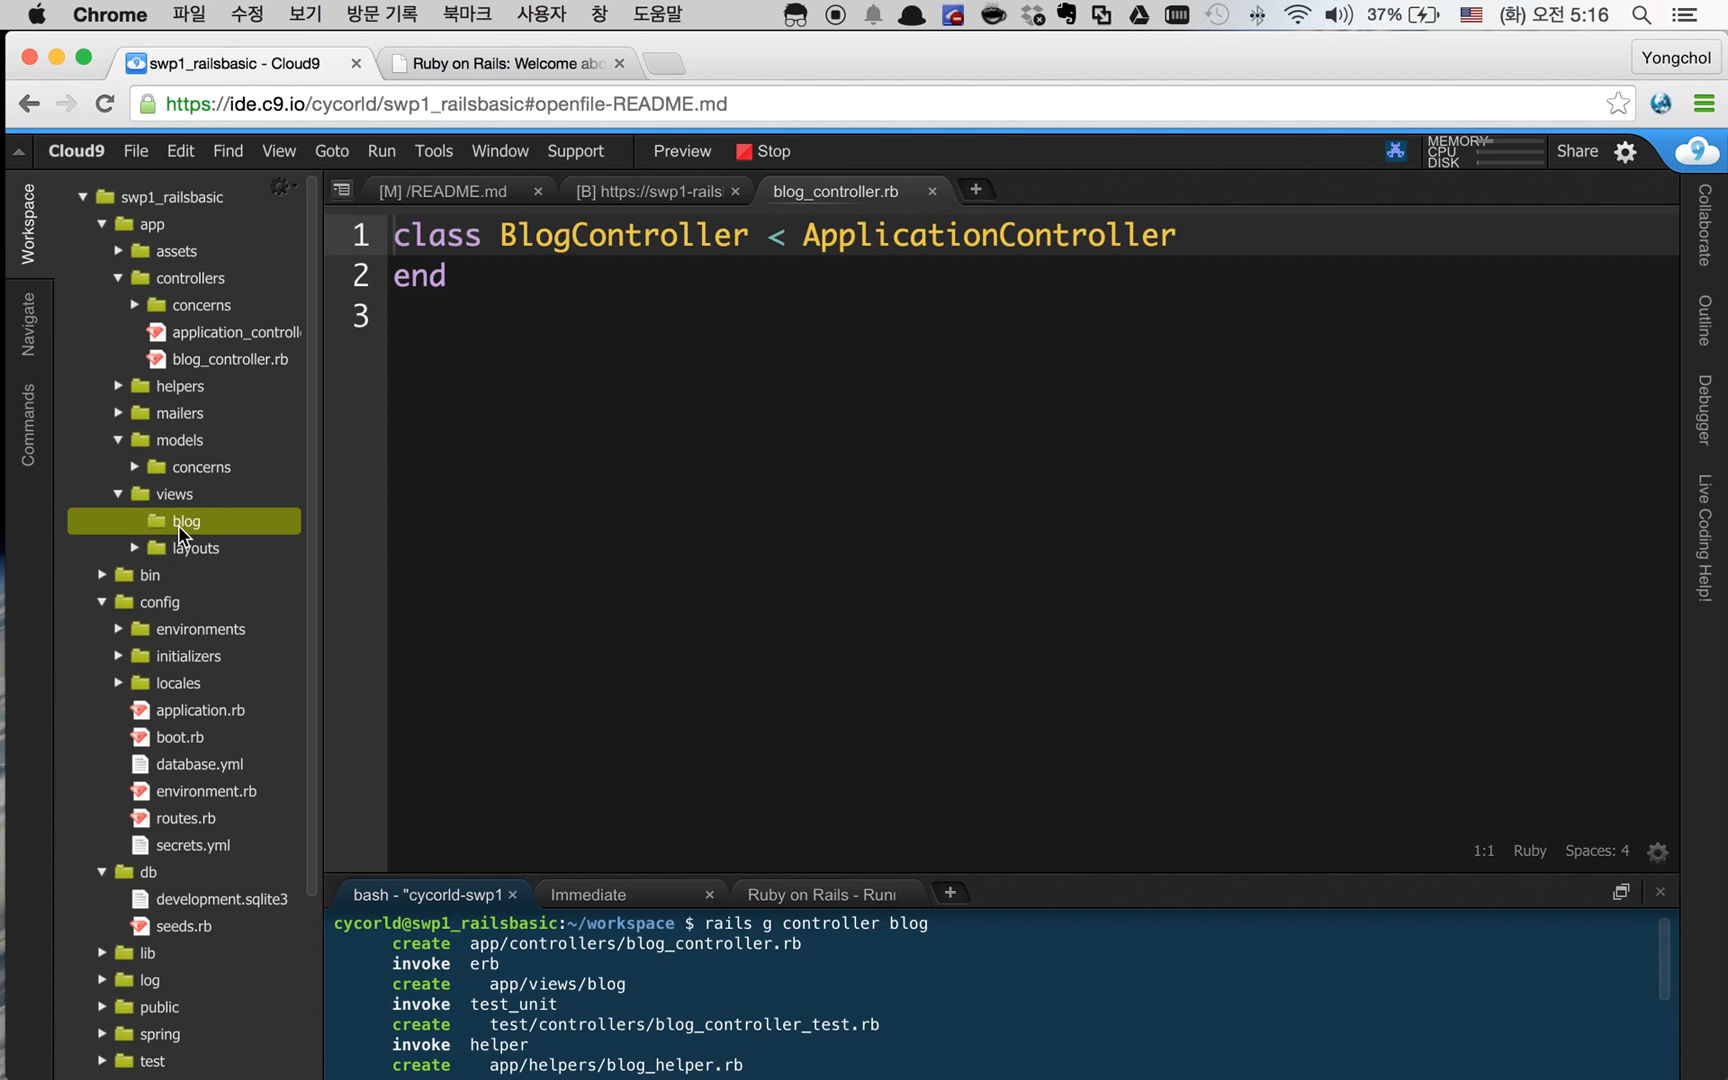 Chrome 파일 수정 보기 방문 기록 북마크 사용자 창 도움말 37% (화) 오전 5:16
swp1_railsbasic - Cloud9 Ruby on Rails: Welcome abo Yongchol
https://ide.c9.io/cycorld/swp1_railsbasic#openfile-README.md
Cloud9 File Edit Find View Goto Run Tools Window Support Preview Stop MEMORY CPU DISK Share 9
Workspace
Navigate
Commands
swp1_railsbasic
app
assets
controllers
concerns
application_controll
blog_controller.rb
helpers
mailers
models
concerns
views
blog
layouts
bin
config
environments
initializers
locales
application.rb
boot.rb
database.yml
environment.rb
routes.rb
secrets.yml
db
development.sqlite3
seeds.rb
lib
log
public
spring
test
[M] /README.md [B] https://swp1-rails blog_controller.rb
1 class BlogController < ApplicationController
2 end
3
1:1 Ruby Spaces: 4
Collaborate
Outline
Debugger
Live Coding Help!
bash - "cycorld-swp1 Immediate Ruby on Rails - Runi
cycorld@swp1_railsbasic:~/workspace $ rails g controller blog
create app/controllers/blog_controller.rb
invoke erb
create app/views/blog
invoke test_unit
create test/controllers/blog_controller_test.rb
invoke helper
create app/helpers/blog_helper.rb